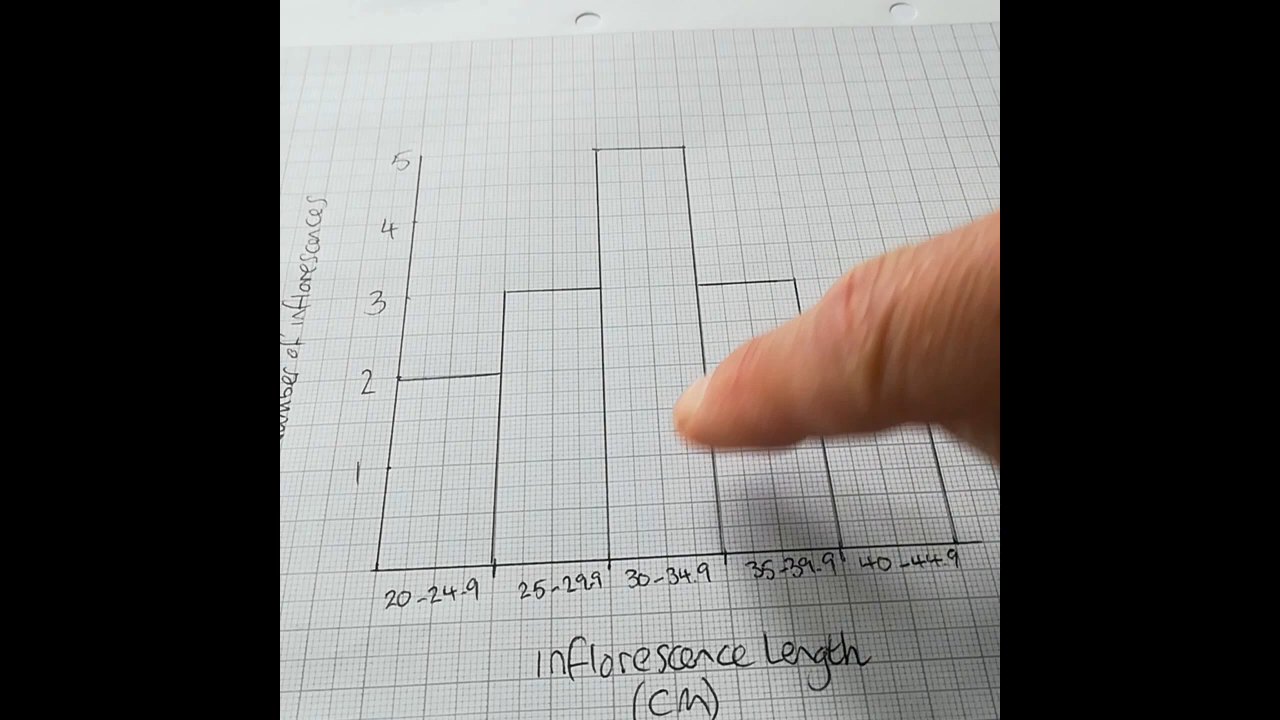 5
4
3
2
1
of inflorescences
20-24.9 25-29.9 30-34.9 35-39.9 40-44.9
inflorescence Length
(CM)